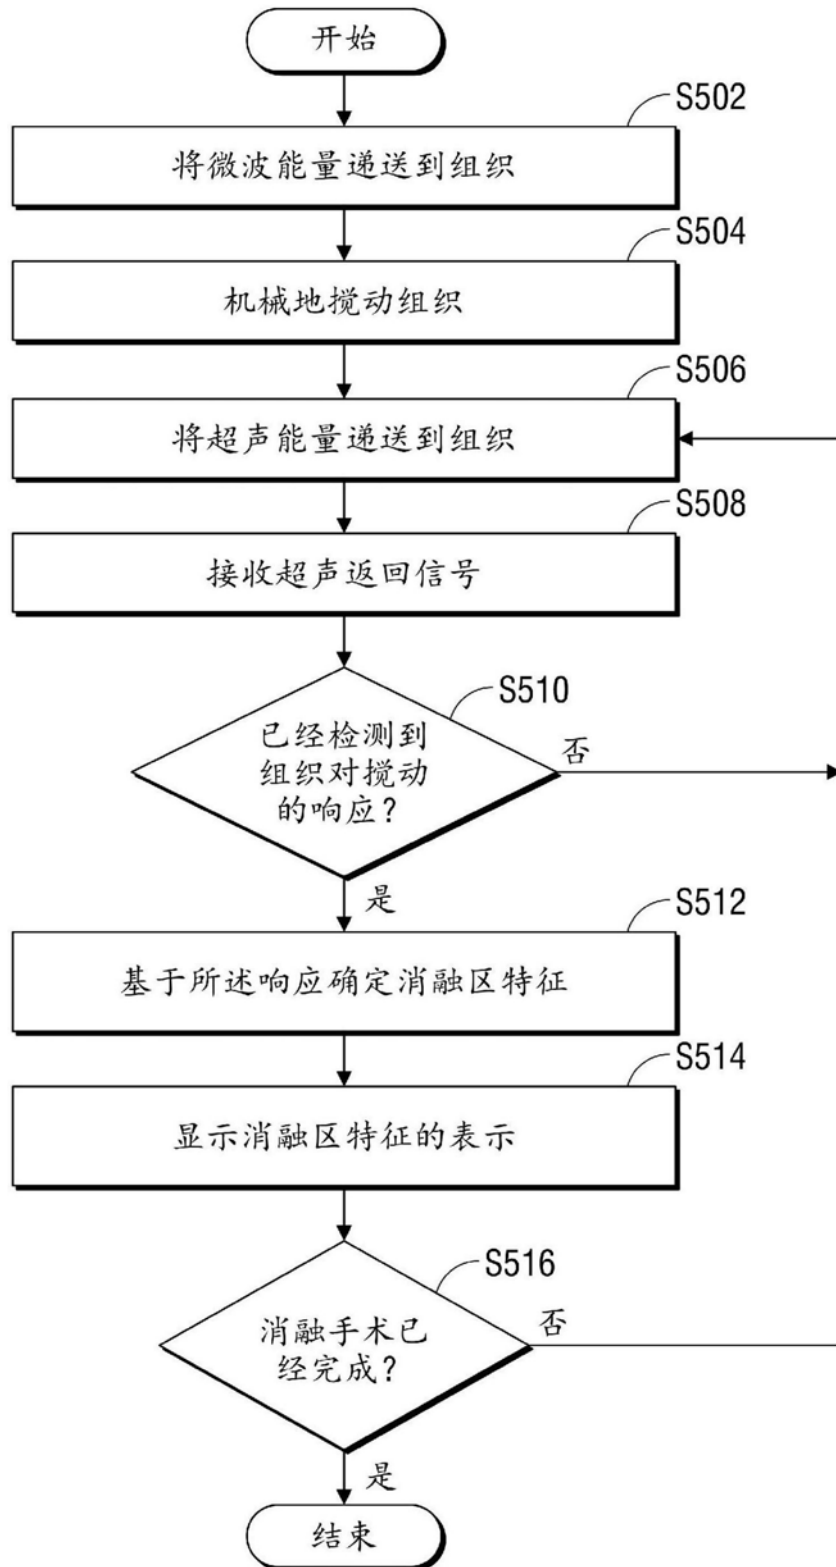 开始
S502
将微波能量递送到组织
S504
机械地搅动组织
S506
将超声能量递送到组织
S508
接收超声返回信号
S510
已经检测到
组织对搅动
的响应?
否
是
S512
基于所述响应确定消融区特征
S514
显示消融区特征的表示
S516
消融手术已
经完成?
否
是
结束